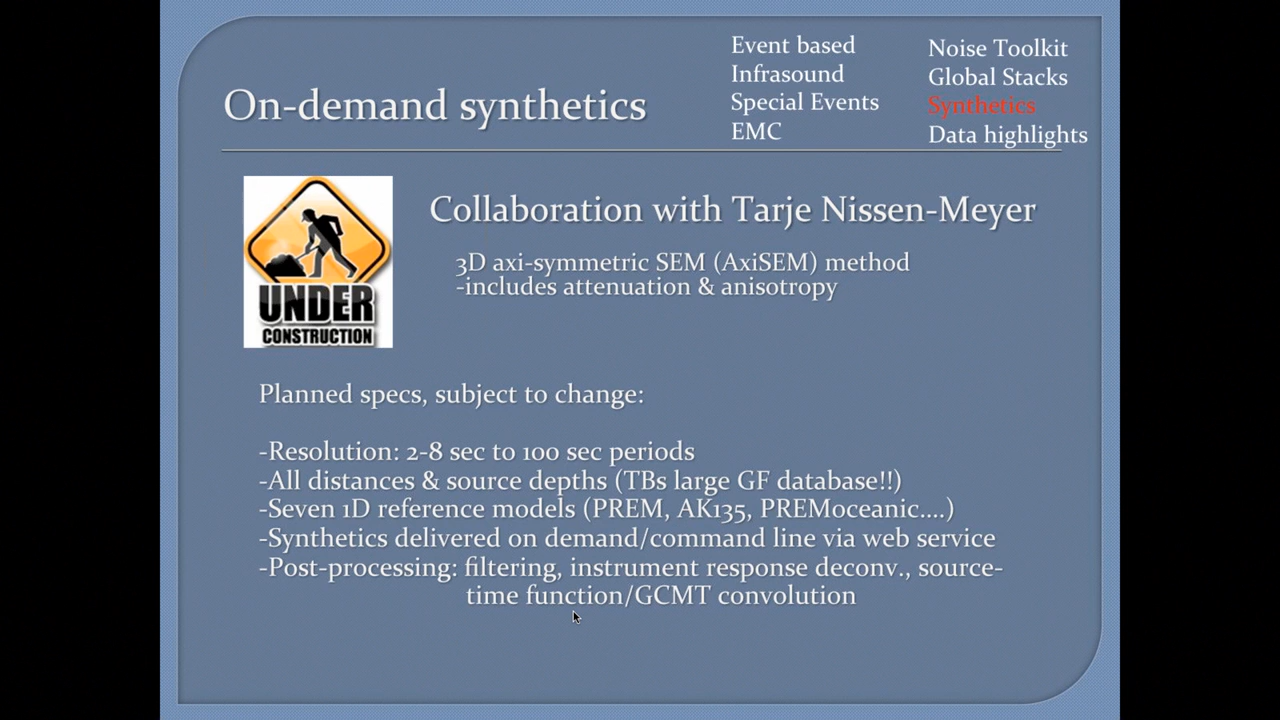 On-demand synthetics
Event based
Infrasound
Special Events
EMC
Noise Toolkit
Global Stacks
Synthetics
Data highlights
UNDER
CONSTRUCTION
Collaboration with Tarje Nissen-Meyer
3D axi-symmetric SEM (AxiSEM) method
-includes attenuation & anisotropy
Planned specs, subject to change:
-Resolution: 2-8 sec to 100 sec periods
-All distances & source depths (TBs large GF database!!)
-Seven 1D reference models (PREM, AK135, PREMoceanic....)
-Synthetics delivered on demand/command line via web service
-Post-processing: filtering, instrument response deconv., source-
time function/GCMT convolution